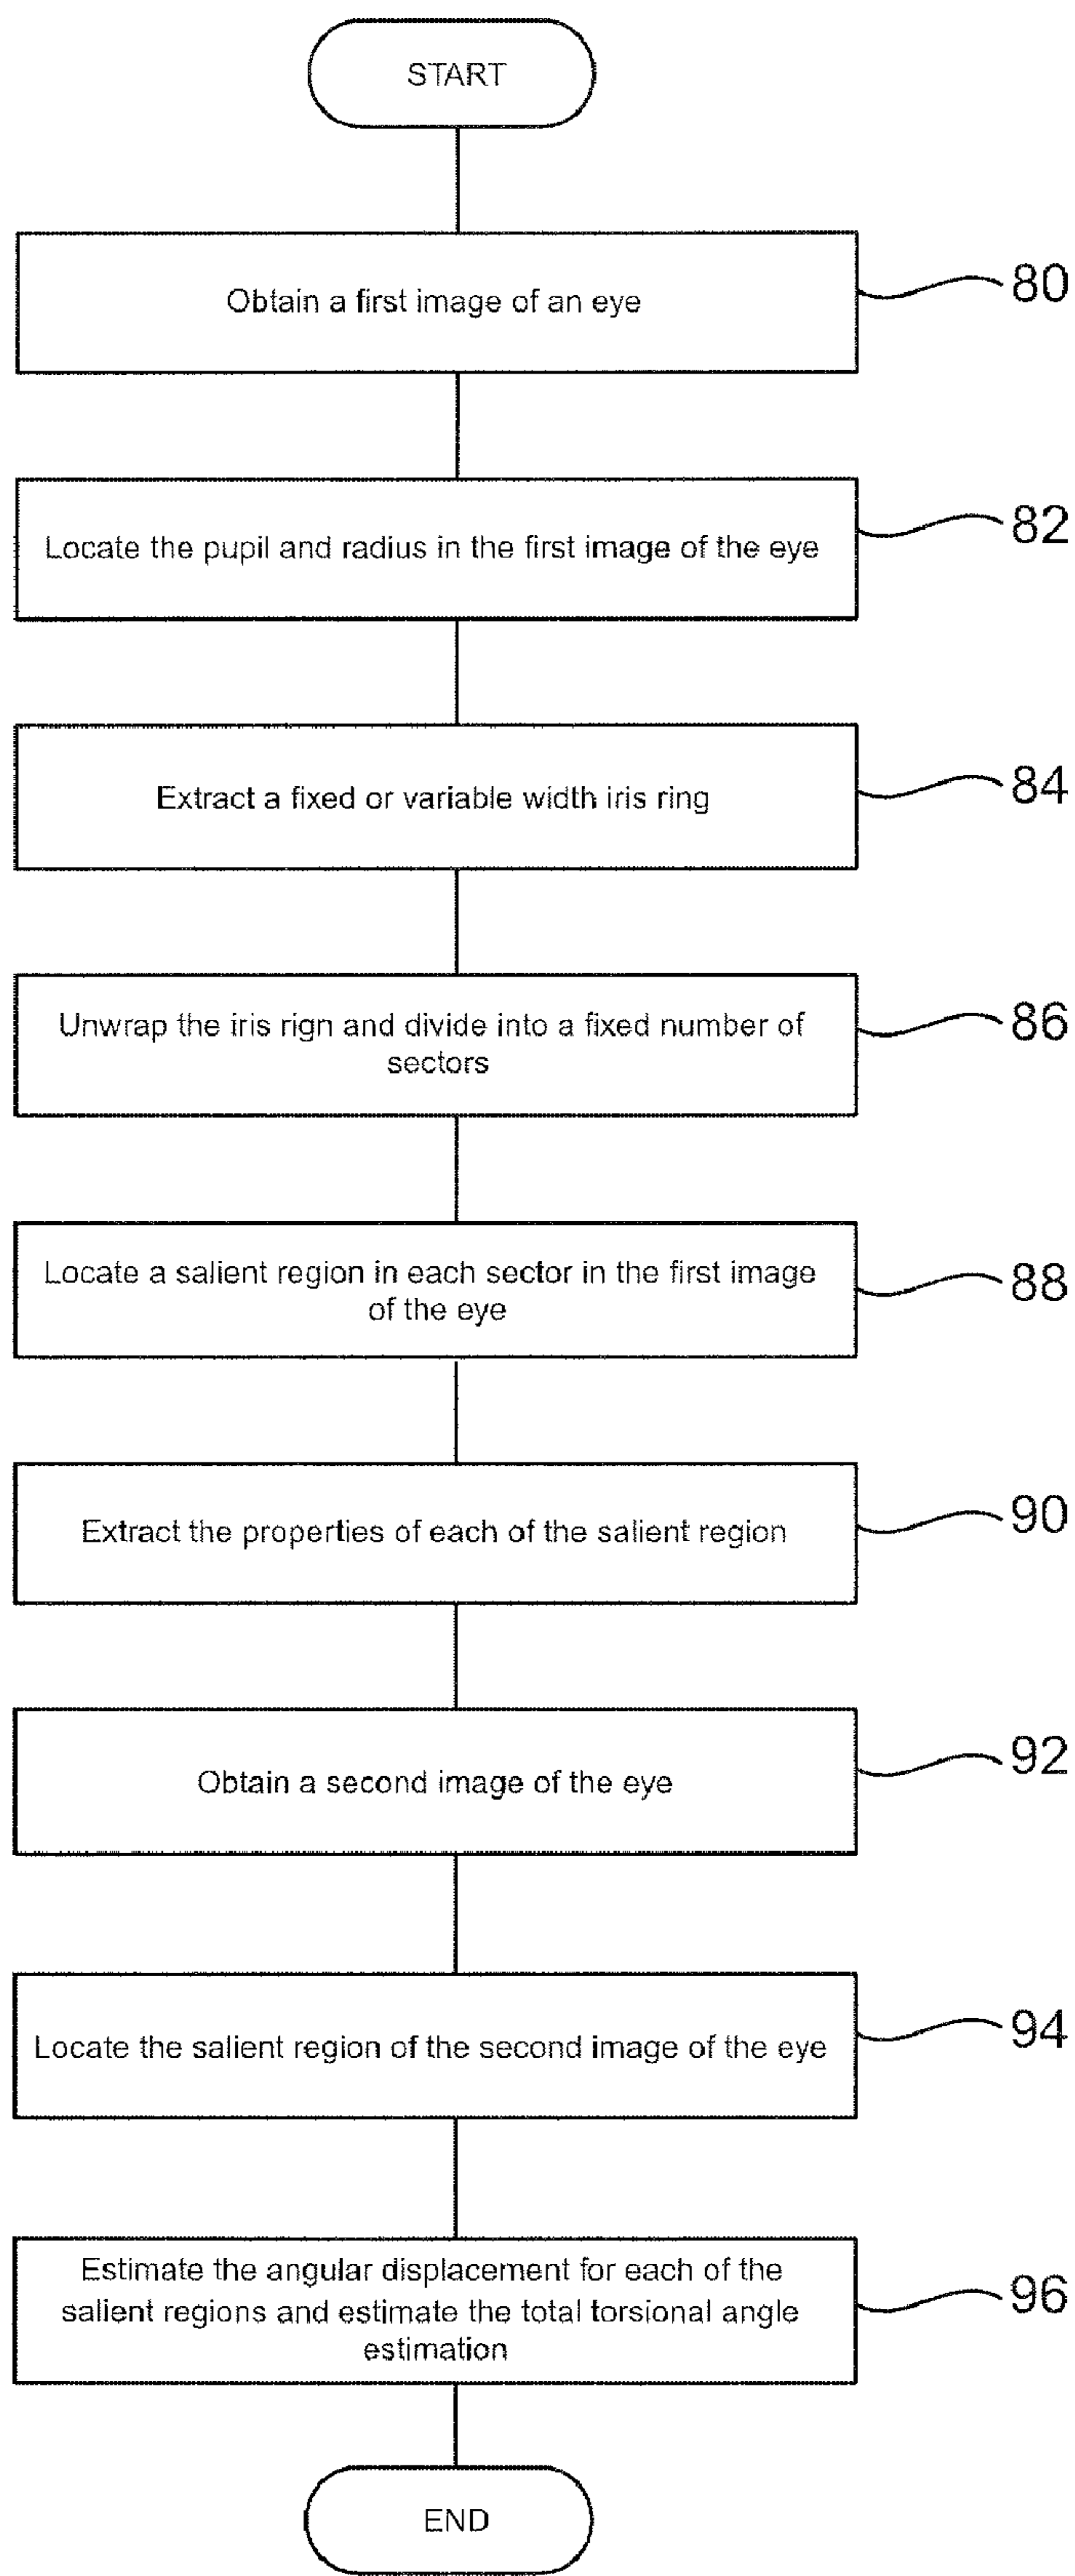 START
Obtain a first image of an eye
80
Locate the pupil and radius in the first image of the eye
82
Extract a fixed or variable width iris ring
84
Unwrap the iris rign and divide into a fixed number of
sectors
86
Locate a salient region in each sector in the first image
of the eye
88
Extract the properties of each of the salient region
90
Obtain a second image of the eye
92
Locate the salient region of the second image of the eye
94
Estimate the angular displacement for each of the
salient regions and estimate the total torsional angle
estimation
96
END